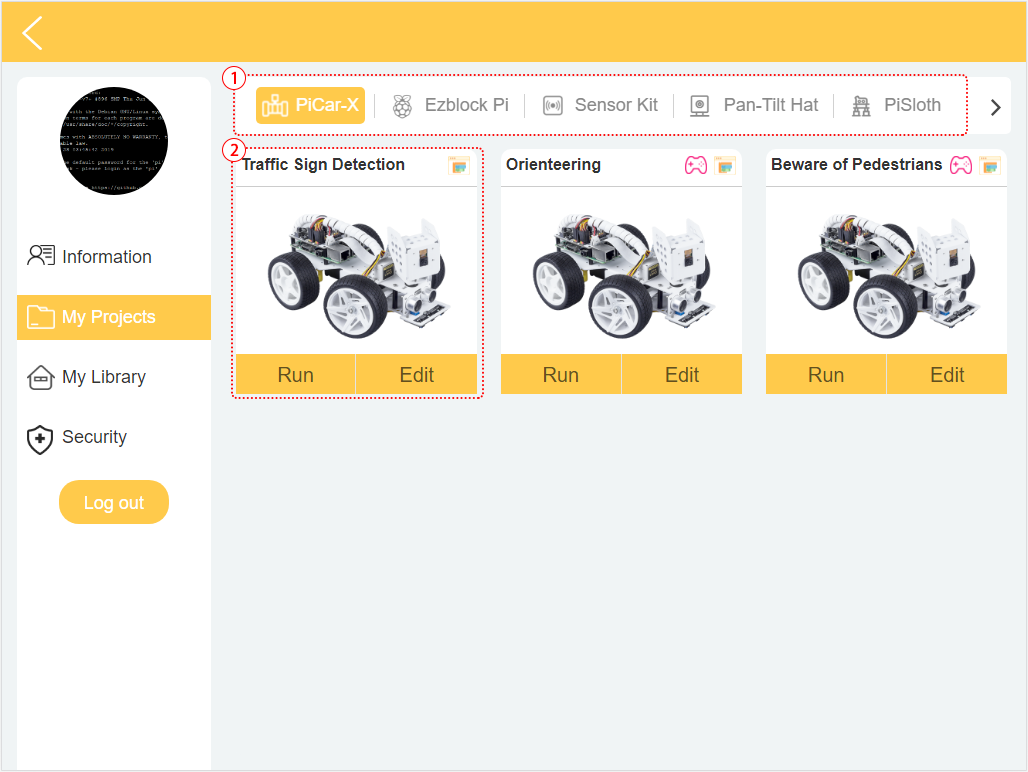 1
PiCar-X Ezblock Pi Sensor Kit Pan-Tilt Hat PiSloth
2
Traffic Sign Detection Orienteering Beware of Pedestrians
Information
My Projects
Run Edit Run Edit Run Edit
My Library
Security
Log out